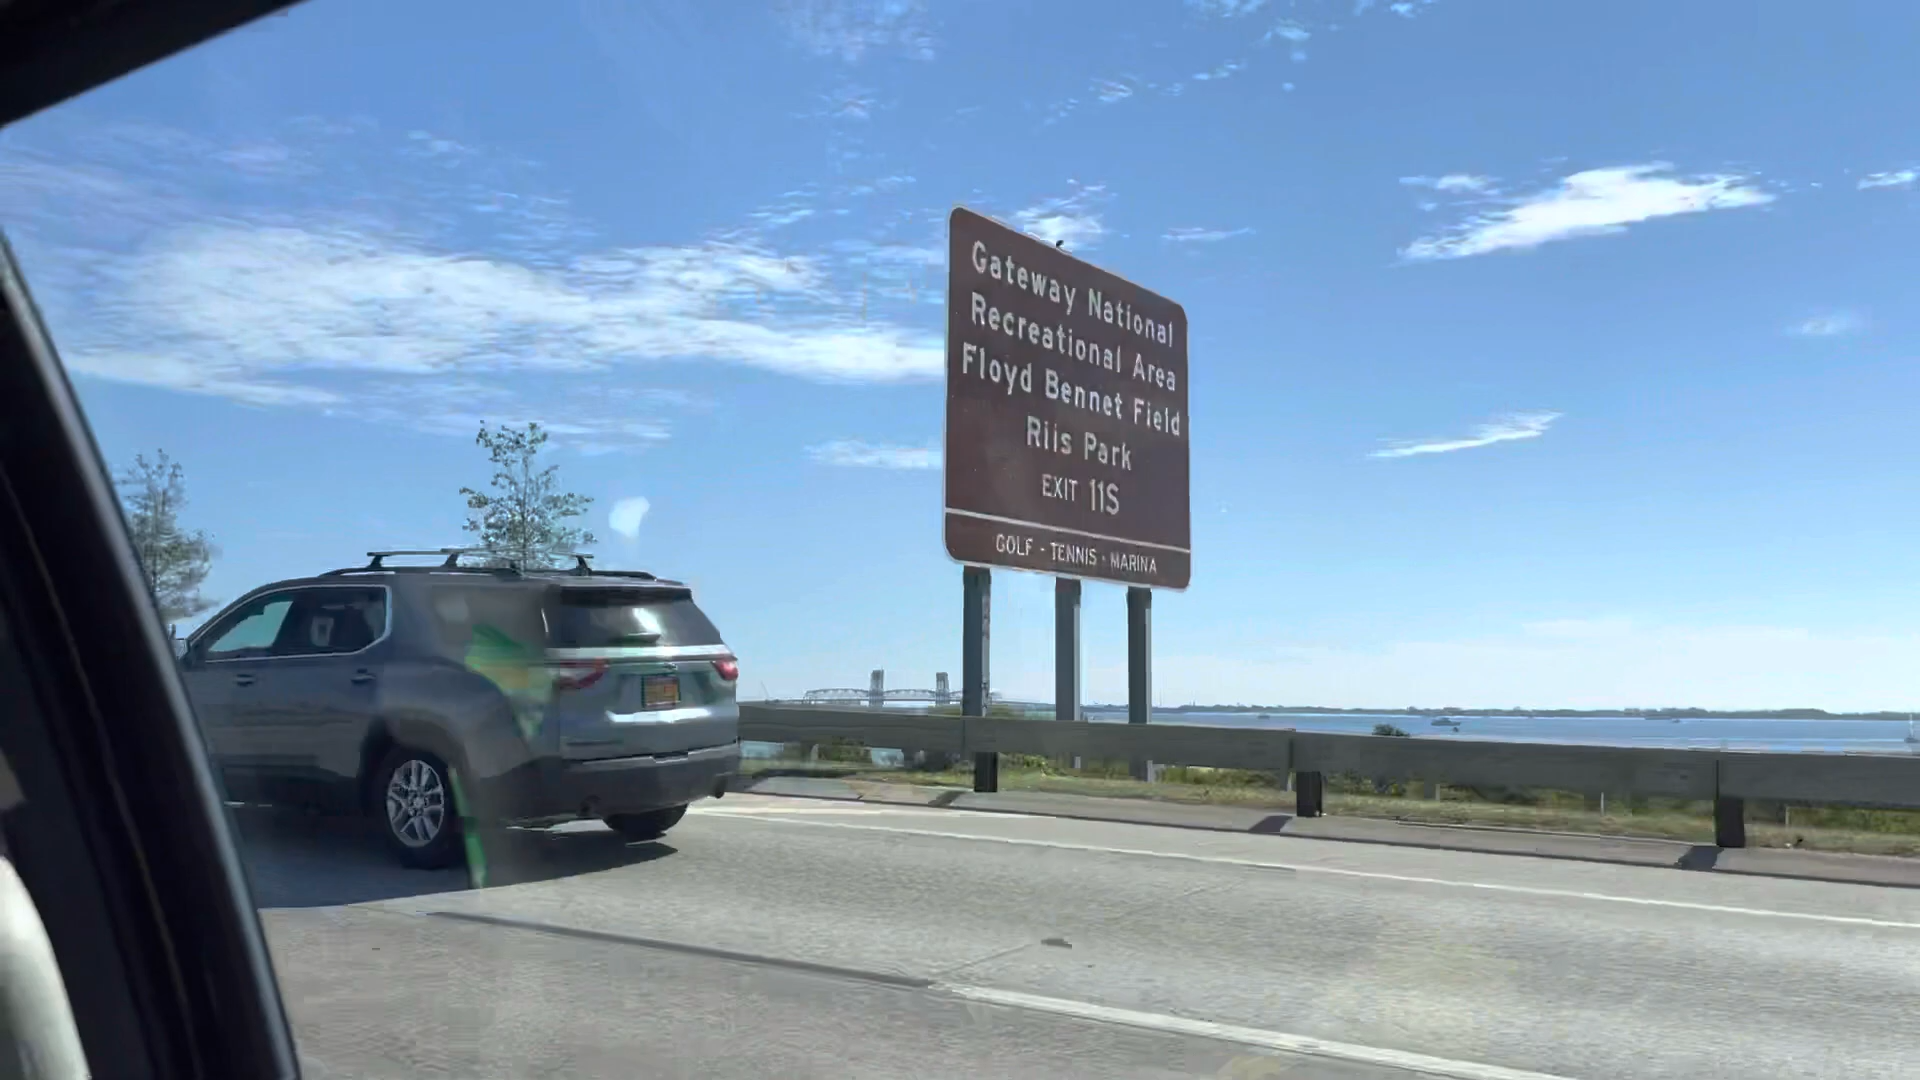 Gateway National
Recreational Area
Floyd Bennet Field
Riis Park
EXIT 11S
GOLF - TENNIS - MARINA